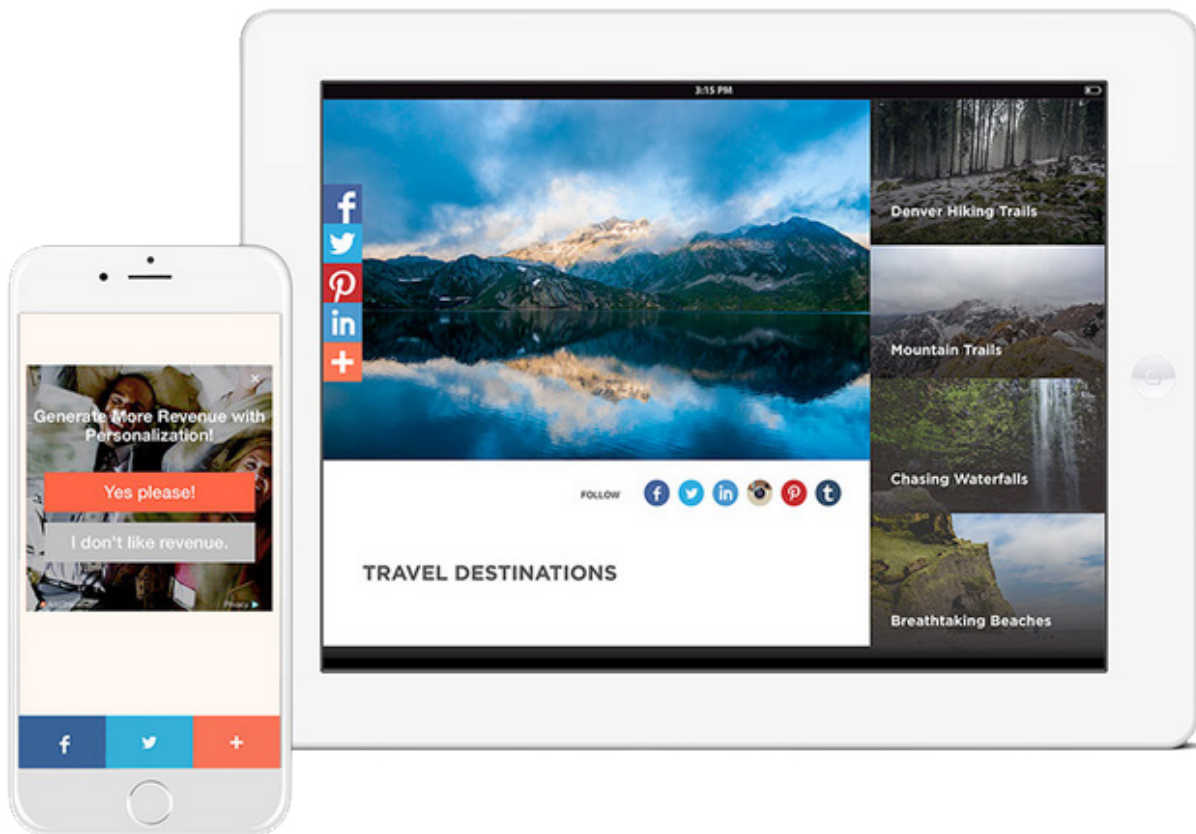 3:15 PM
Denver Hiking Trails
Mountain Trails
Chasing Waterfalls
Breathtaking Beaches
FOLLOW
TRAVEL DESTINATIONS
Generate More Revenue with
Personalization!
Yes please!
I don't like revenue.
Privacy